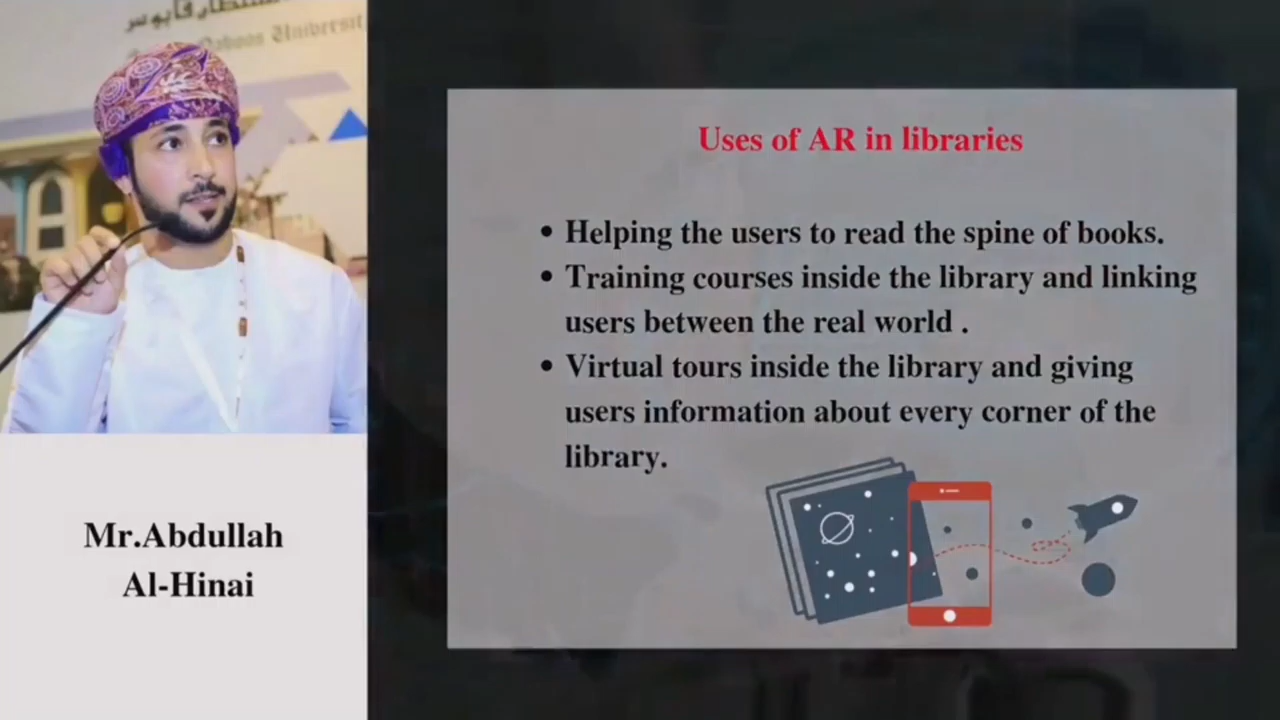 Qaboos University
Mr.Abdullah
Al-Hinai
Uses of AR in libraries
• Helping the users to read the spine of books.
• Training courses inside the library and linking
users between the real world .
• Virtual tours inside the library and giving
users information about every corner of the
library.